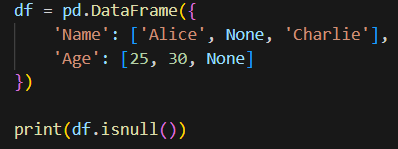 df = pd.DataFrame({
    'Name': ['Alice', None, 'Charlie'],
    'Age': [25, 30, None]
})

print(df.isnull())